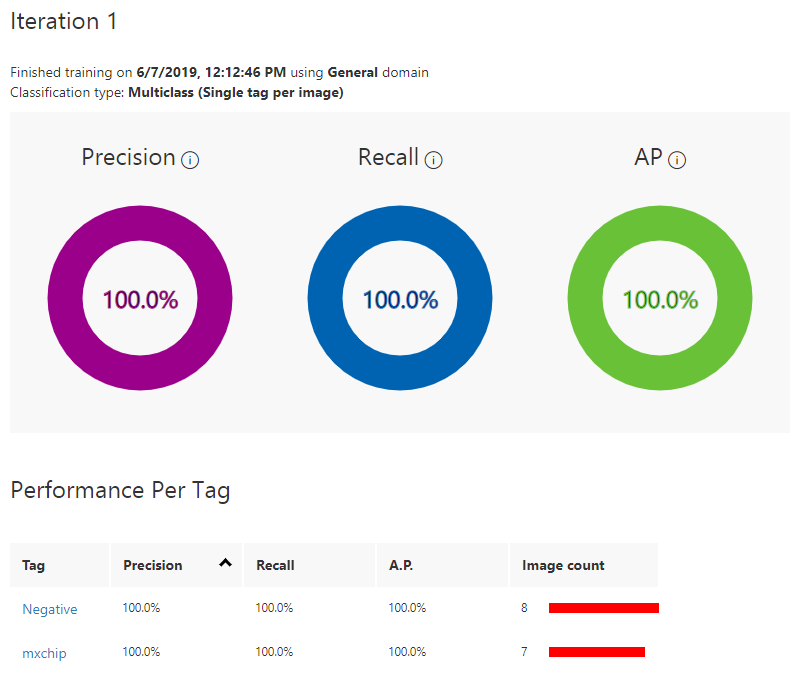 Iteration 1
Finished training on 6/7/2019, 12:12:46 PM using General domain
Classification type: Multiclass (Single tag per image)
Precision i Recall i AP i
100.0% 100.0% 100.0%
Performance Per Tag
Tag Precision Recall A.P. Image count
Negative 100.0% 100.0% 100.0% 8
mxchip 100.0% 100.0% 100.0% 7